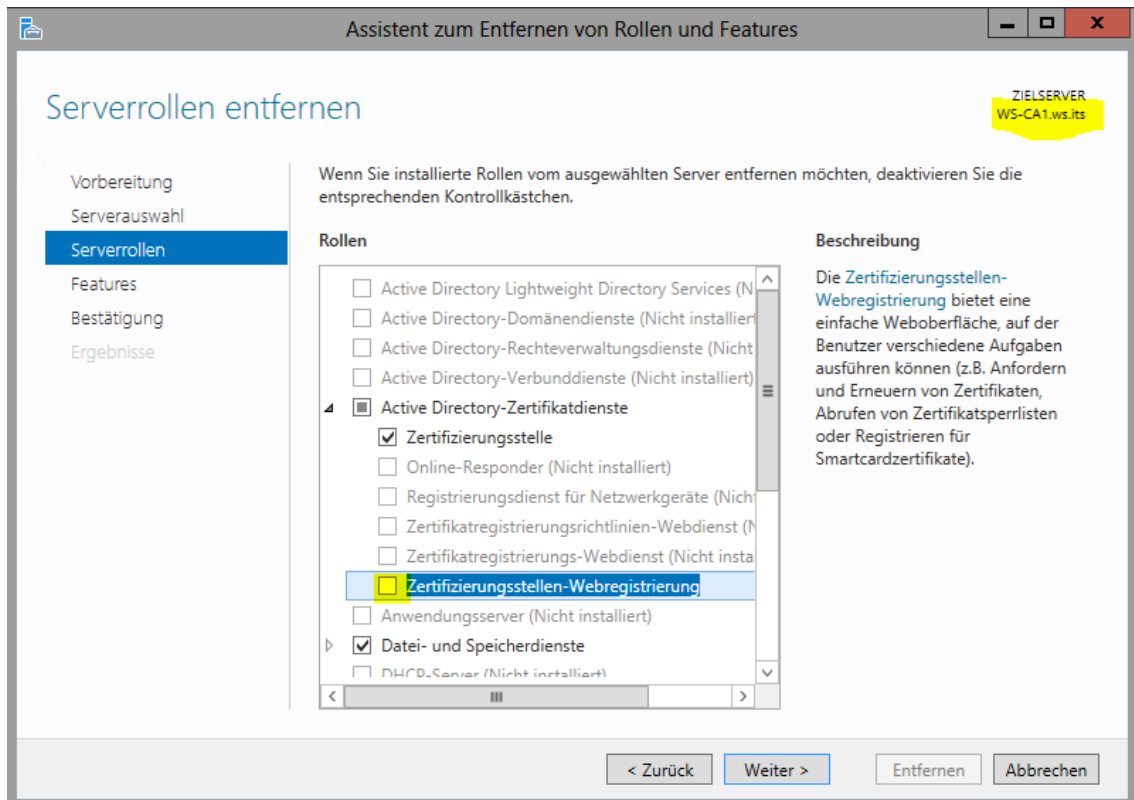 Assistent zum Entfernen von Rollen und Features
Serverrollen entfernen
ZIELSERVER
WS-CA1.ws.its
Vorbereitung
Serverauswahl
Serverrollen
Features
Bestätigung
Ergebnisse
Wenn Sie installierte Rollen vom ausgewählten Server entfernen möchten, deaktivieren Sie die
entsprechenden Kontrollkästchen.
Rollen
Active Directory Lightweight Directory Services (N
Active Directory-Domänendienste (Nicht installiert
Active Directory-Rechteverwaltungsdienste (Nicht
Active Directory-Verbunddienste (Nicht installiert)
Active Directory-Zertifikatdienste
Zertifizierungsstelle
Online-Responder (Nicht installiert)
Registrierungsdienst für Netzwerkgeräte (Nich
Zertifikatregistrierungsrichtlinien-Webdienst (N
Zertifikatregistrierungs-Webdienst (Nicht insta
Zertifizierungsstellen-Webregistrierung
Anwendungsserver (Nicht installiert)
Datei- und Speicherdienste
DHCP-Server (Nicht installiert)
Beschreibung
Die Zertifizierungsstellen-
Webregistrierung bietet eine
einfache Weboberfläche, auf der
Benutzer verschiedene Aufgaben
ausführen können (z.B. Anfordern
und Erneuern von Zertifikaten,
Abrufen von Zertifikatsperrlisten
oder Registrieren für
Smartcardzertifikate).
< Zurück
Weiter >
Entfernen
Abbrechen